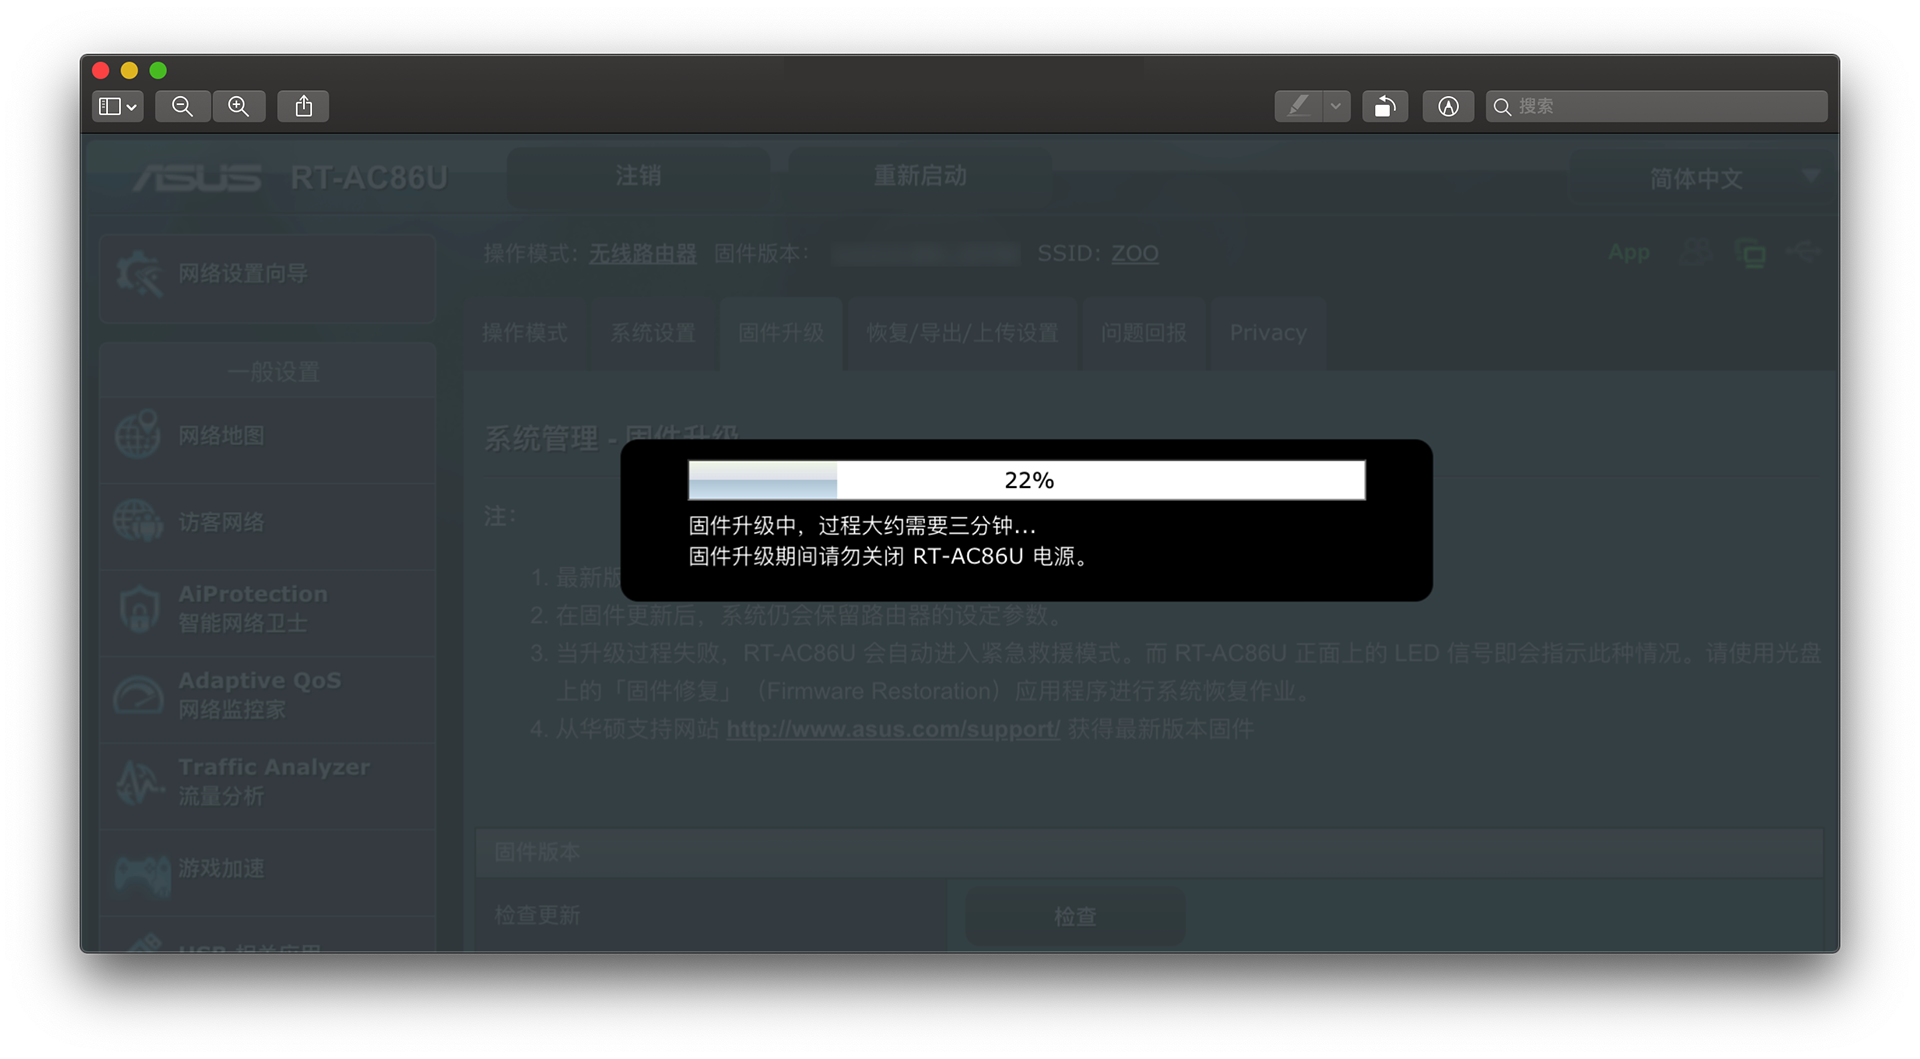 搜索
ASUS RT-AC86U 注销 重新启动 简体中文
操作模式：无线路由器 固件版本： SSID：ZOO App
网络设置向导
操作模式 系统设置 固件升级 恢复/导出/上传设置 问题回报 Privacy
一般设置
网络地图
访客网络
AiProtection
智能网络卫士
Adaptive QoS
网络监控家
Traffic Analyzer
流量分析
游戏加速
USB 相关应用
系统管理 - 固件升级
22%
固件升级中，过程大约需要三分钟...
固件升级期间请勿关闭 RT-AC86U 电源。
注：
1. 最新版
2. 在固件更新后，系统仍会保留路由器的设定参数。
3. 当升级过程失败，RT-AC86U 会自动进入紧急救援模式。而 RT-AC86U 正面上的 LED 信号即会指示此种情况。请使用光盘
上的「固件修复」（Firmware Restoration）应用程序进行系统恢复作业。
4. 从华硕支持网站 http://www.asus.com/support/ 获得最新版本固件
固件版本
检查更新 检查